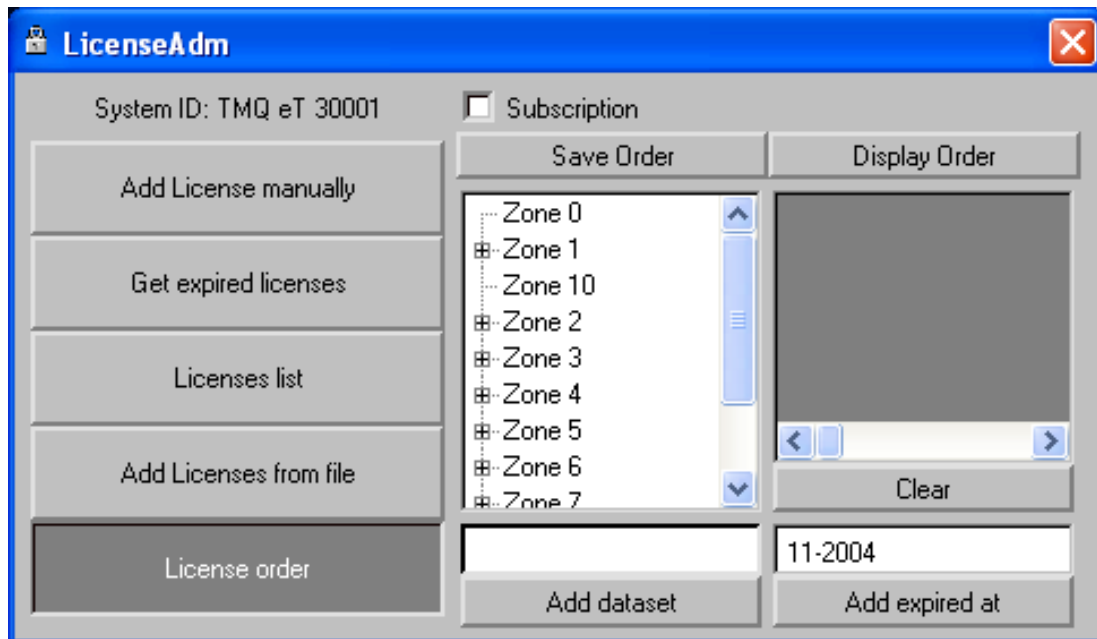 LicenseAdm
System ID: TMQ eT 30001
Subscription
Save Order
Display Order
Add License manually
Get expired licenses
Licenses list
Add Licenses from file
License order
Zone 0
Zone 1
Zone 10
Zone 2
Zone 3
Zone 4
Zone 5
Zone 6
Zone 7
Clear
11-2004
Add dataset
Add expired at